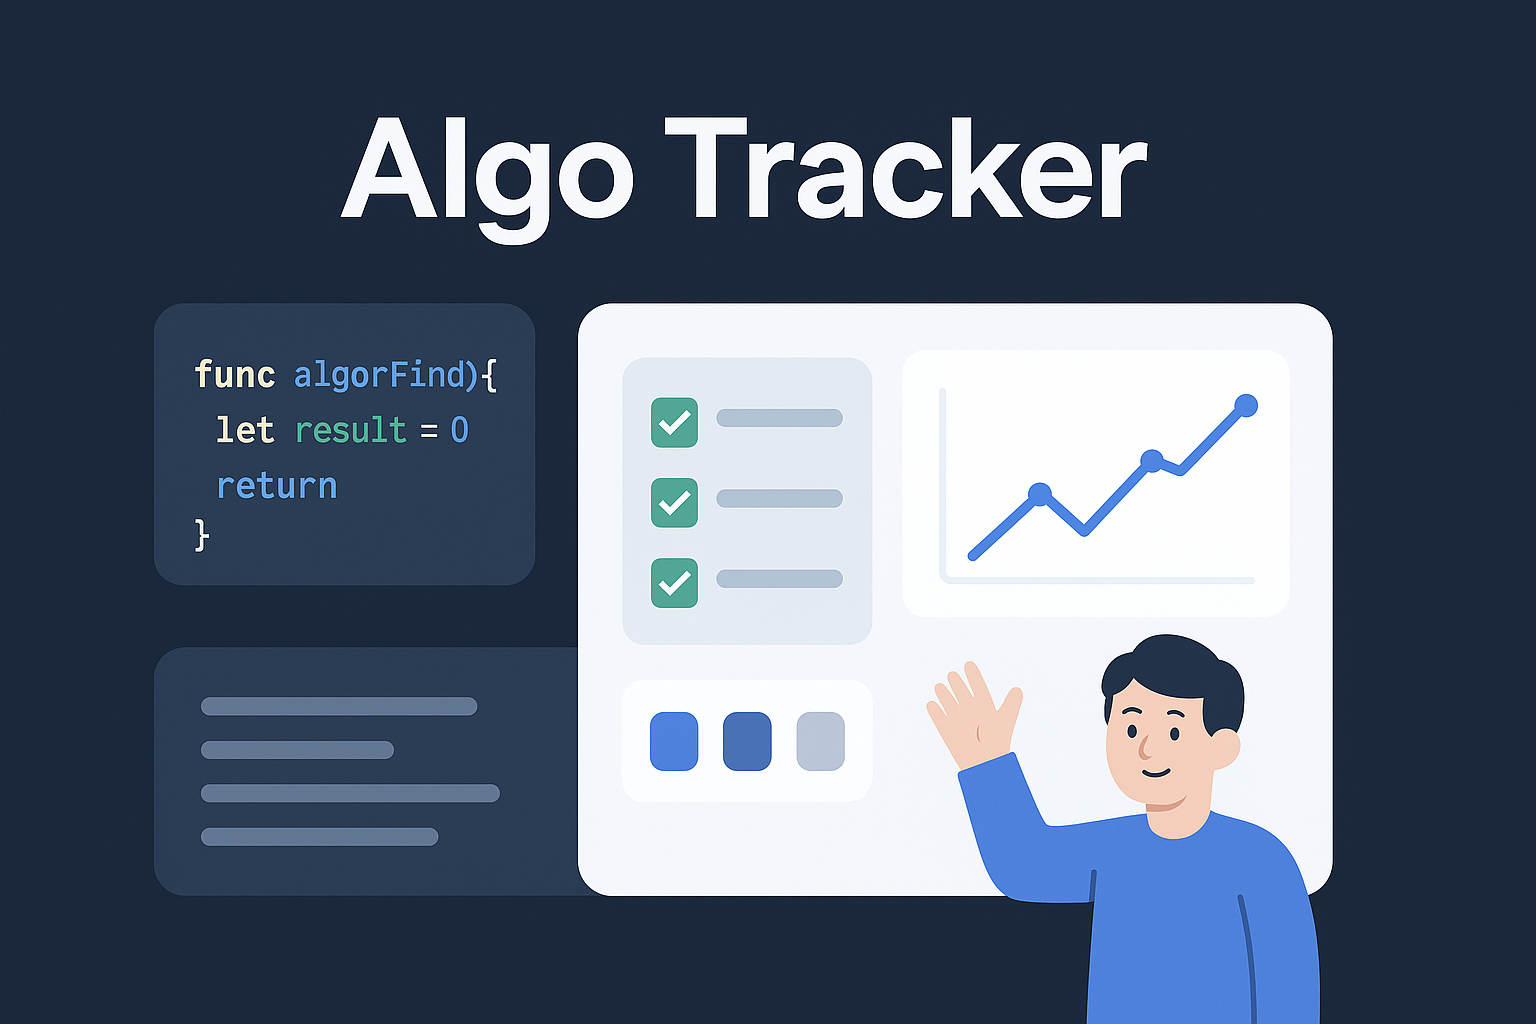 Algo Tracker
func algorFind){
let result = 0
return
}